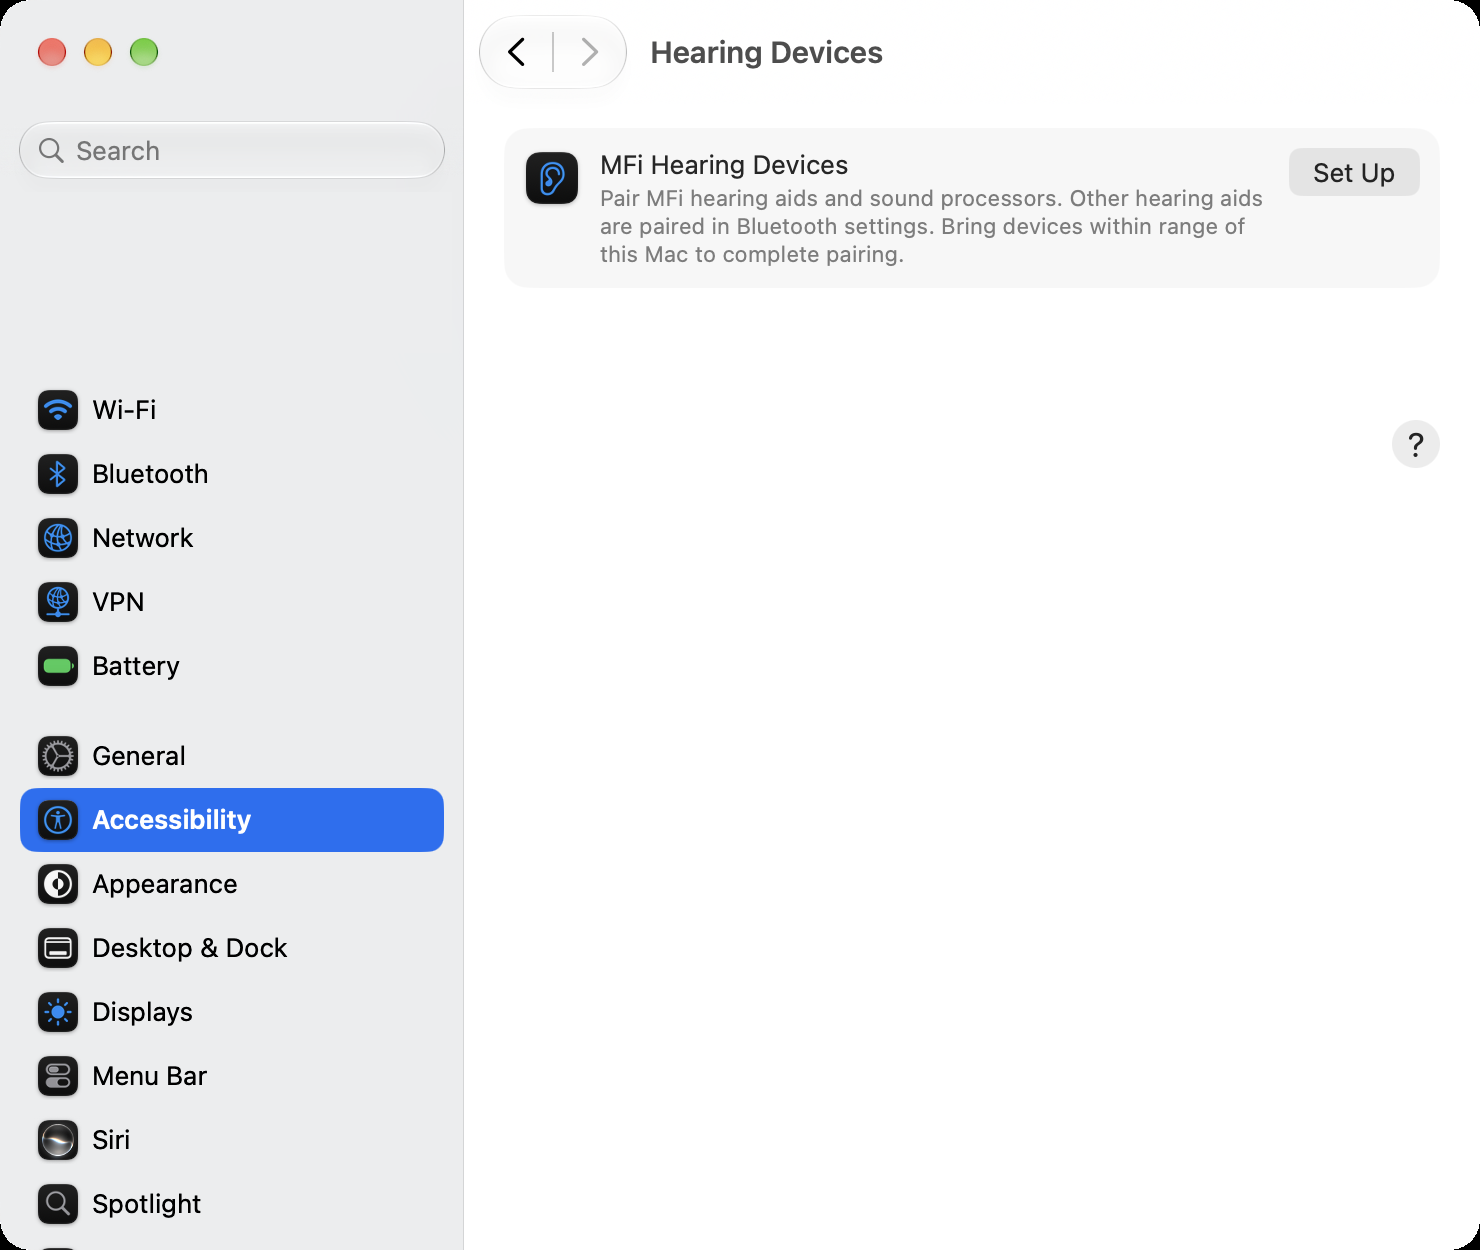 Hearing Devices
Search
MFi Hearing Devices
Set Up
Pair MFi hearing aids and sound processors. Other hearing aids
are paired in Bluetooth settings. Bring devices within range of
this Mac to complete pairing.
?
Wi-Fi
Bluetooth
Network
VPN
Battery
General
Accessibility
Appearance
Desktop & Dock
Displays
Menu Bar
Siri
Spotlight